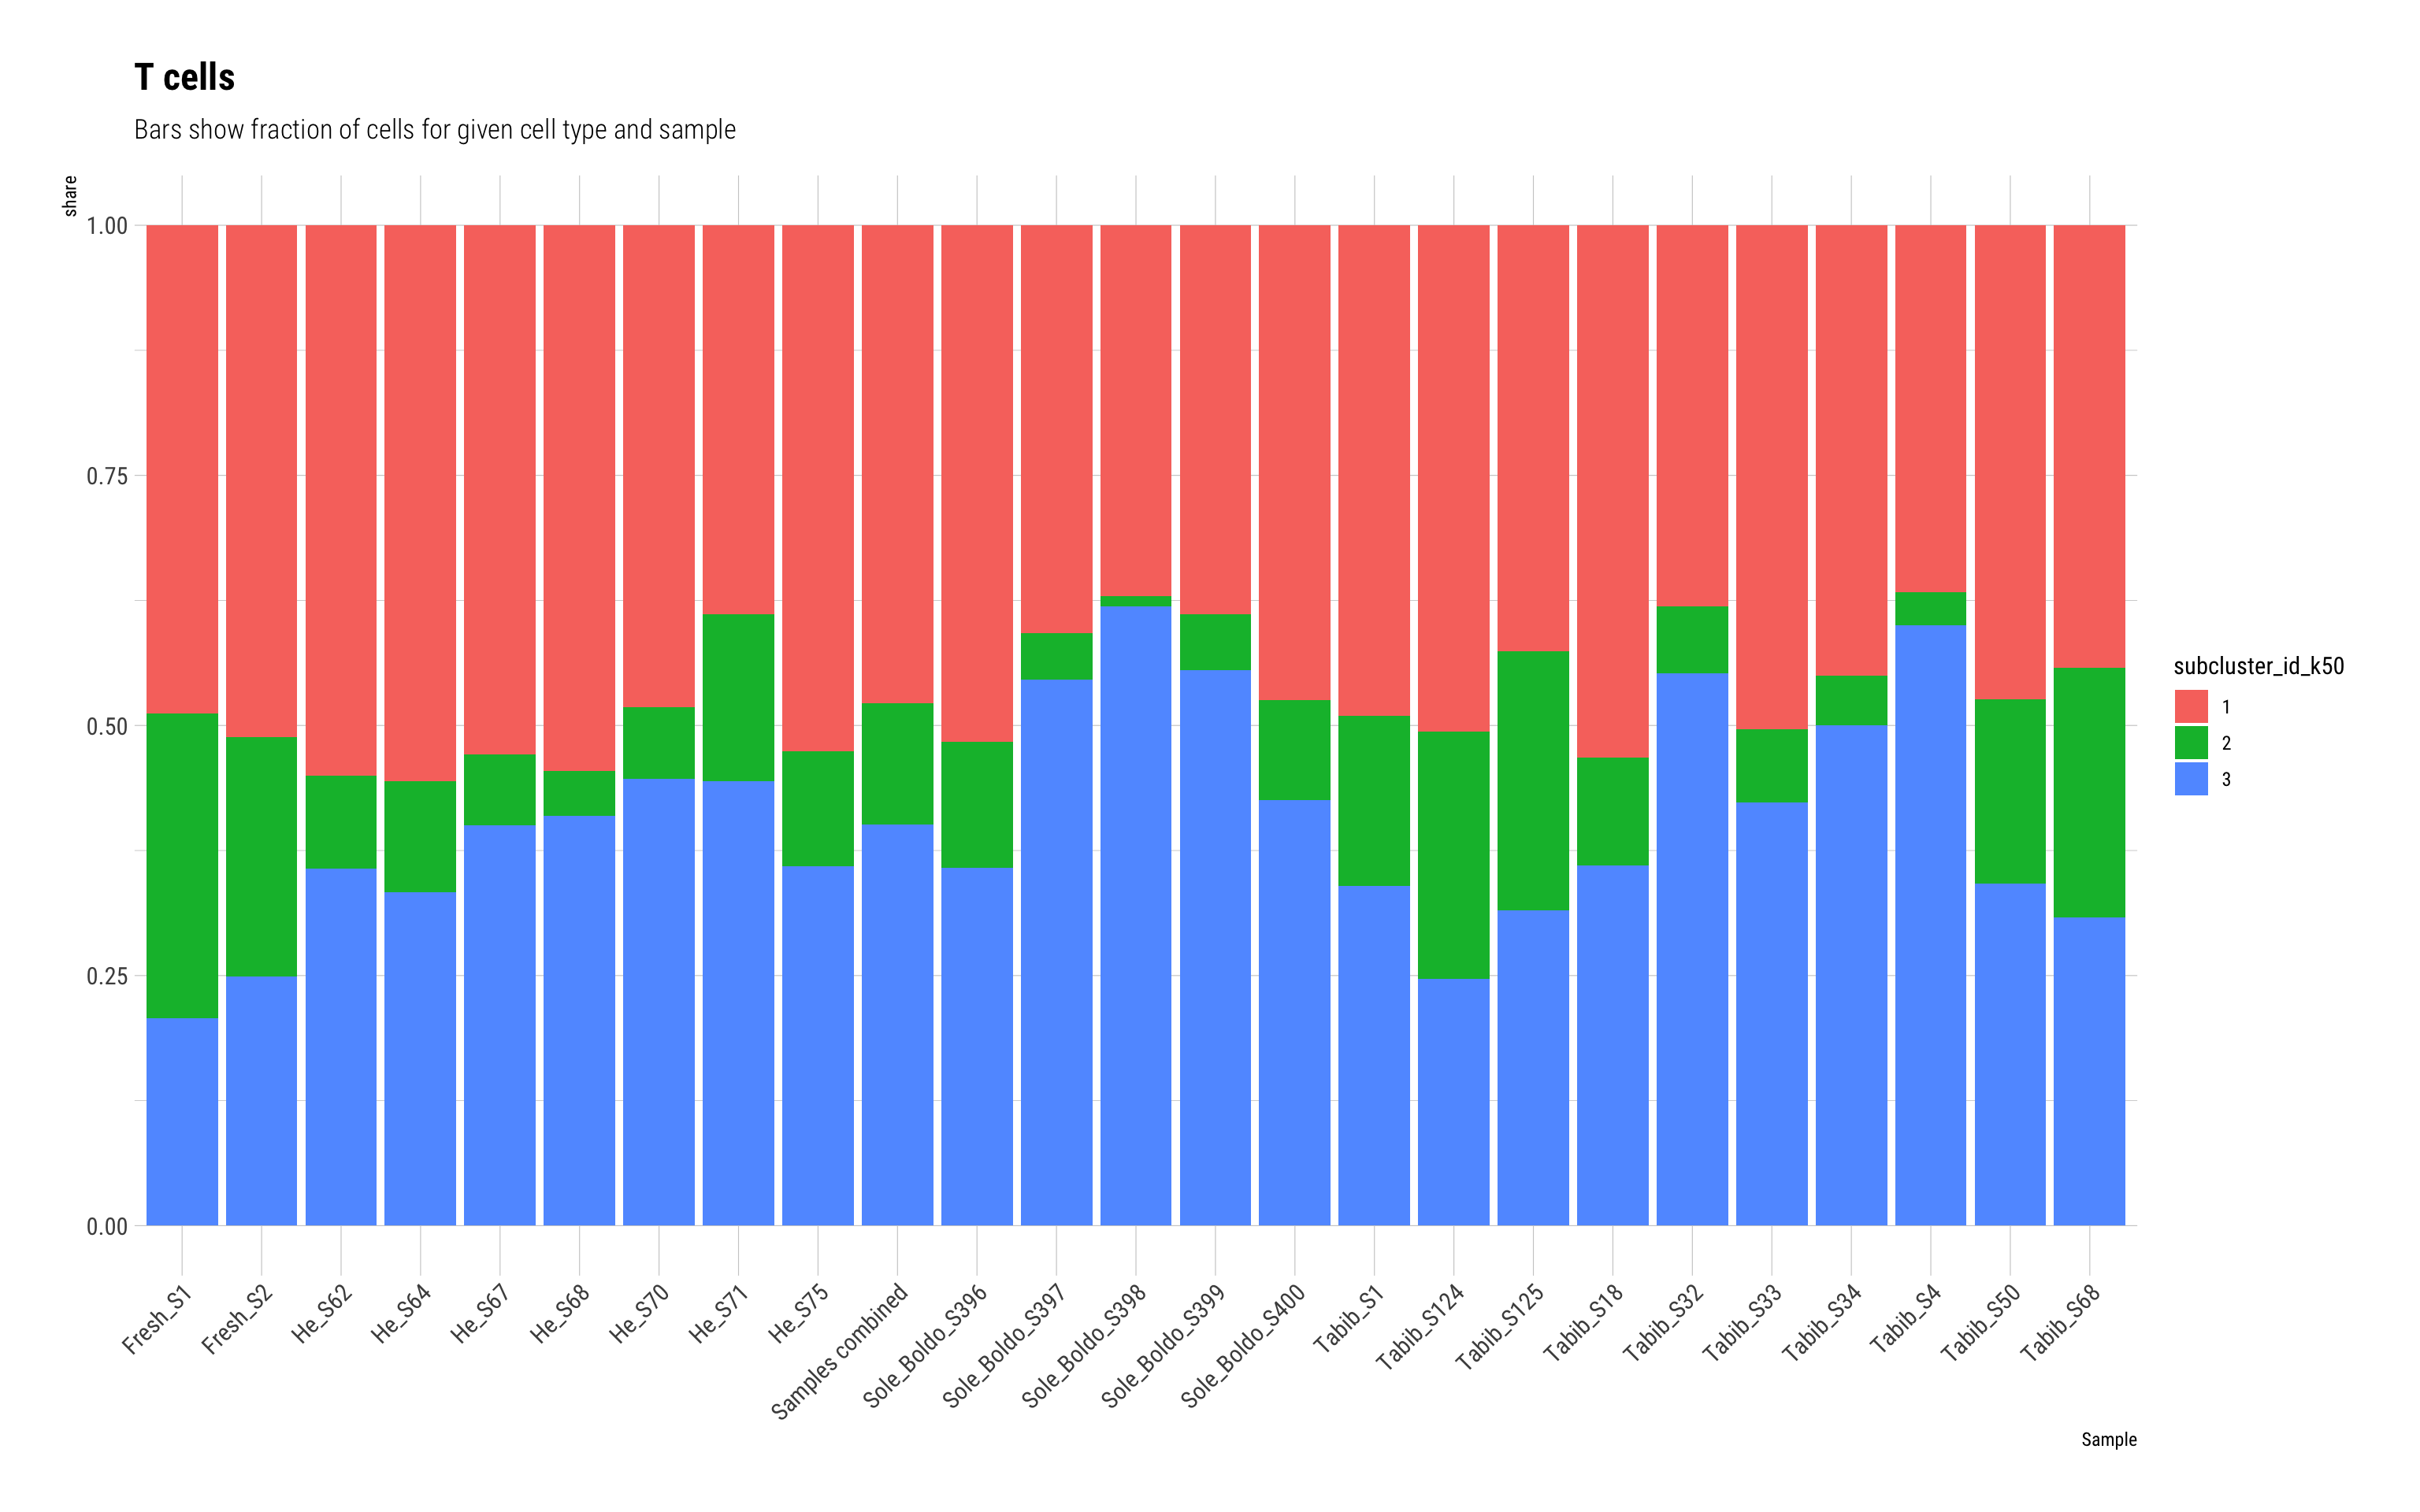 T cells
Bars show fraction of cells for given cell type and sample
share
1.00
0.75
0.50
0.25
0.00
Fresh_S1
Fresh_S2
He_S62
He_S64
He_S67
He_S68
He_S70
He_S71
He_S75
Samples combined
Sole_Boldo_S396
Sole_Boldo_S397
Sole_Boldo_S398
Sole_Boldo_S399
Sole_Boldo_S400
Tabib_S1
Tabib_S124
Tabib_S125
Tabib_S18
Tabib_S32
Tabib_S33
Tabib_S34
Tabib_S4
Tabib_S50
Tabib_S68
Sample
subcluster_id_k50
1
2
3